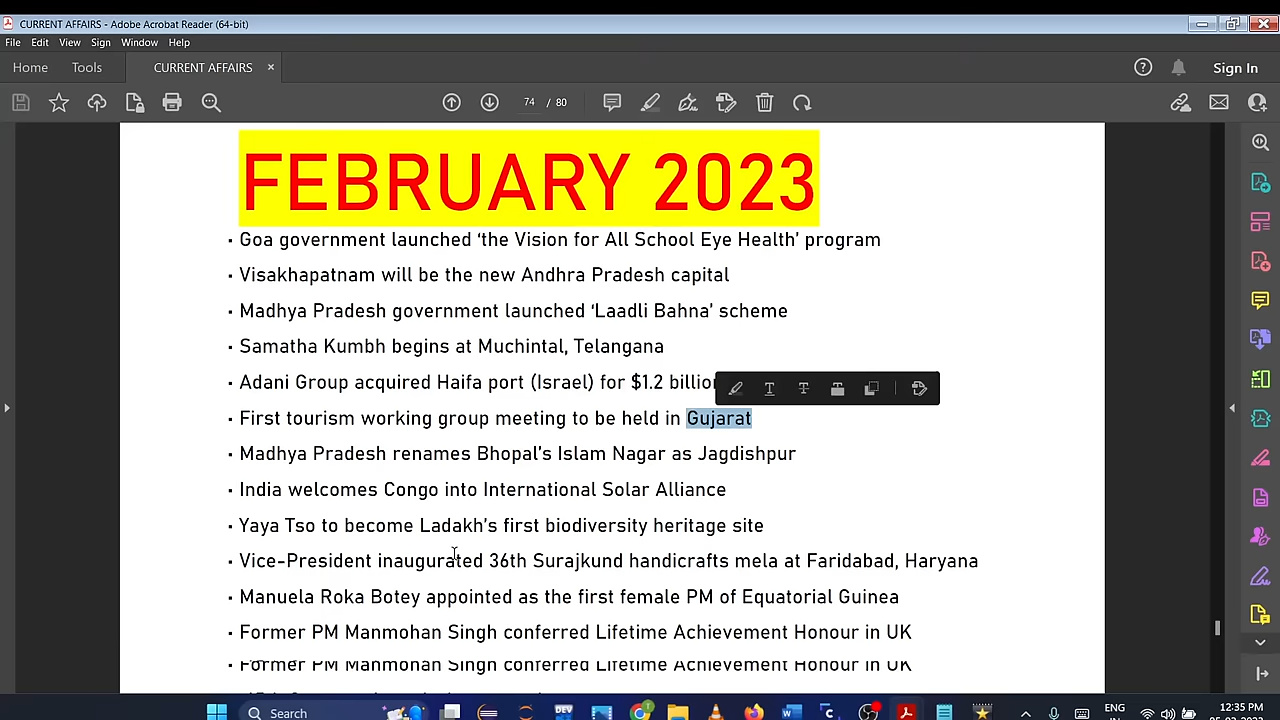 CURRENT AFFAIRS - Adobe Acrobat Reader (64-bit)
File Edit View Sign Window Help
Home Tools CURRENT AFFAIRS × Sign In
74 / 80
FEBRUARY 2023
▪ Goa government launched ‘the Vision for All School Eye Health’ program
▪ Visakhapatnam will be the new Andhra Pradesh capital
▪ Madhya Pradesh government launched ‘Laadli Bahna’ scheme
▪ Samatha Kumbh begins at Muchintal, Telangana
▪ Adani Group acquired Haifa port (Israel) for $1.2 billion
▪ First tourism working group meeting to be held in Gujarat
▪ Madhya Pradesh renames Bhopal’s Islam Nagar as Jagdishpur
▪ India welcomes Congo into International Solar Alliance
▪ Yaya Tso to become Ladakh’s first biodiversity heritage site
▪ Vice-President inaugurated 36th Surajkund handicrafts mela at Faridabad, Haryana
▪ Manuela Roka Botey appointed as the first female PM of Equatorial Guinea
▪ Former PM Manmohan Singh conferred Lifetime Achievement Honour in UK
▪ Former PM Manmohan Singh conferred Lifetime Achievement Honour in UK
Search DEV ENG 12:35 PM